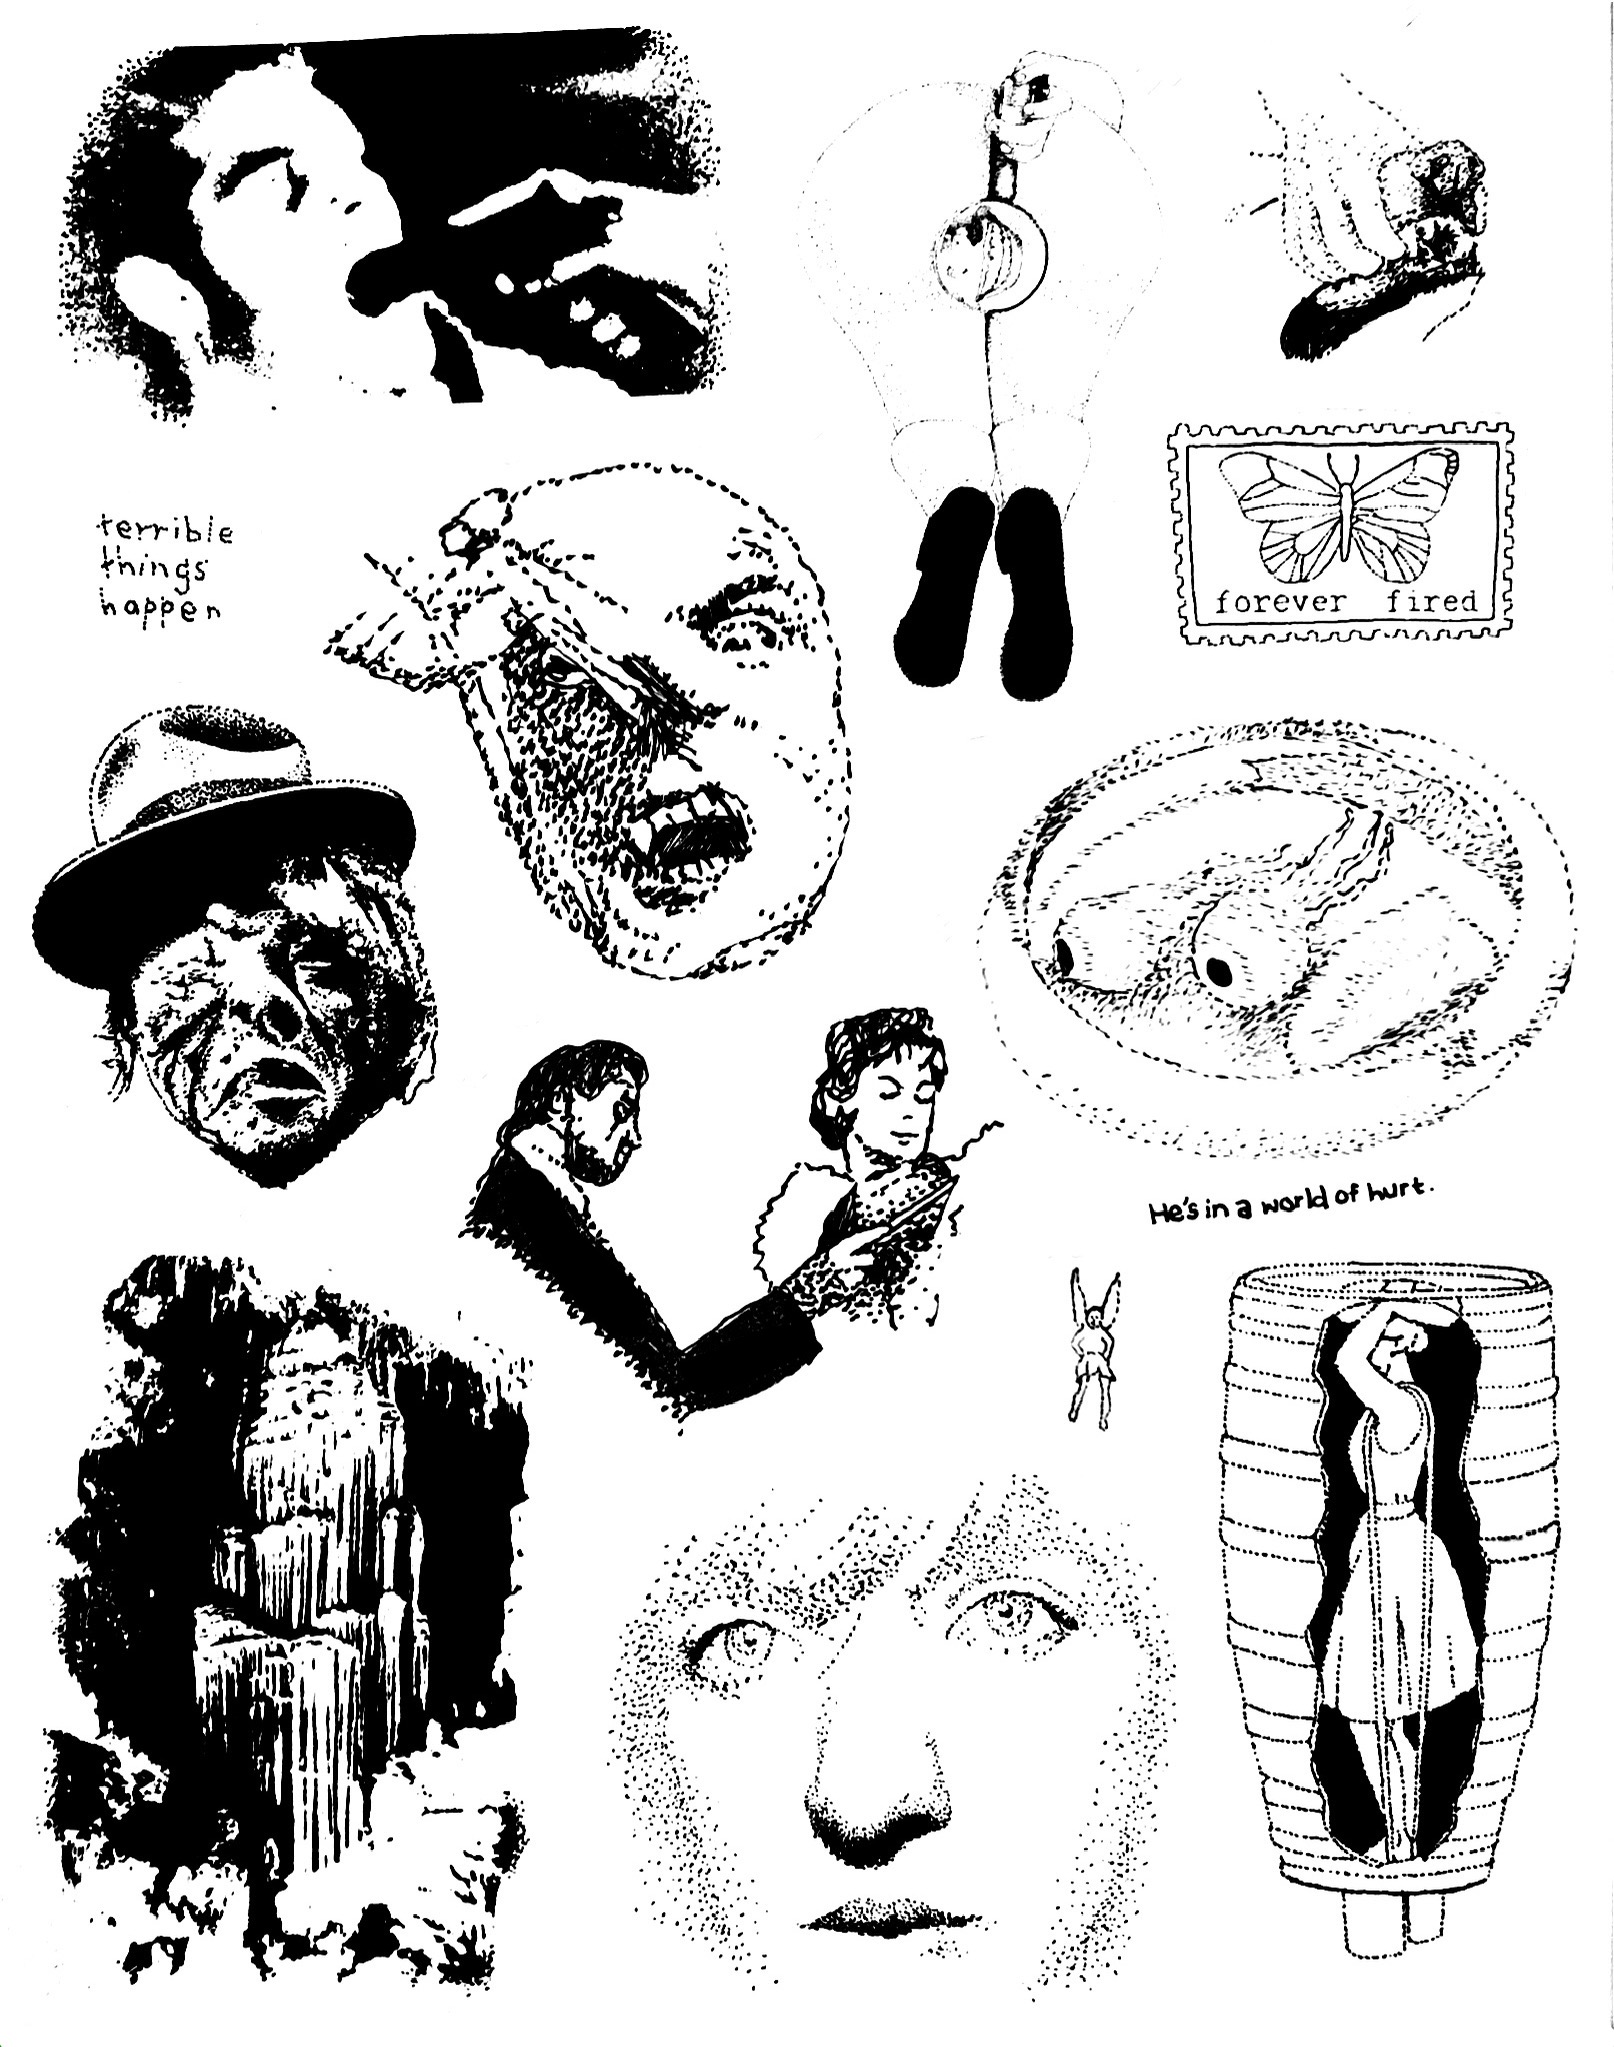 terrible
things
happen
forever fired
He's in a world of hurt.